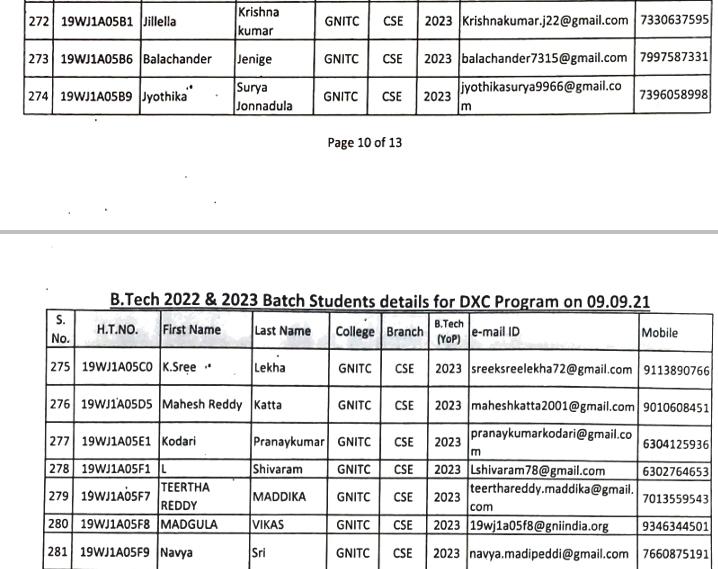 272 19WJ1A05B1 Jillella Krishna kumar GNITC CSE 2023 Krishnakumar.j22@gmail.com 7330637595
273 19WJ1A05B6 Balachander Jenige GNITC CSE 2023 balachander7315@gmail.com 7997587331
274 19WJ1A05B9 Jyothika Surya Jonnadula GNITC CSE 2023 jyothikasurya9966@gmail.com 7396058998
Page 10 of 13
B.Tech 2022 & 2023 Batch Students details for DXC Program on 09.09.21
S. No. H.T.NO. First Name Last Name College Branch B.Tech (YoP) e-mail ID Mobile
275 19WJ1A05C0 K.Sree Lekha GNITC CSE 2023 sreeksreelekha72@gmail.com 9113890766
276 19WJ1A05D5 Mahesh Reddy Katta GNITC CSE 2023 maheshkatta2001@gmail.com 9010608451
277 19WJ1A05E1 Kodari Pranaykumar GNITC CSE 2023 pranaykumarkodari@gmail.com 6304125936
278 19WJ1A05F1 L Shivaram GNITC CSE 2023 Lshivaram78@gmail.com 6302764653
279 19WJ1A05F7 TEERTHA REDDY MADDIKA GNITC CSE 2023 teerthareddy.maddika@gmail.com 7013559543
280 19WJ1A05F8 MADGULA VIKAS GNITC CSE 2023 19wj1a05f8@gniindia.org 9346344501
281 19WJ1A05F9 Navya Sri GNITC CSE 2023 navya.madipeddi@gmail.com 7660875191